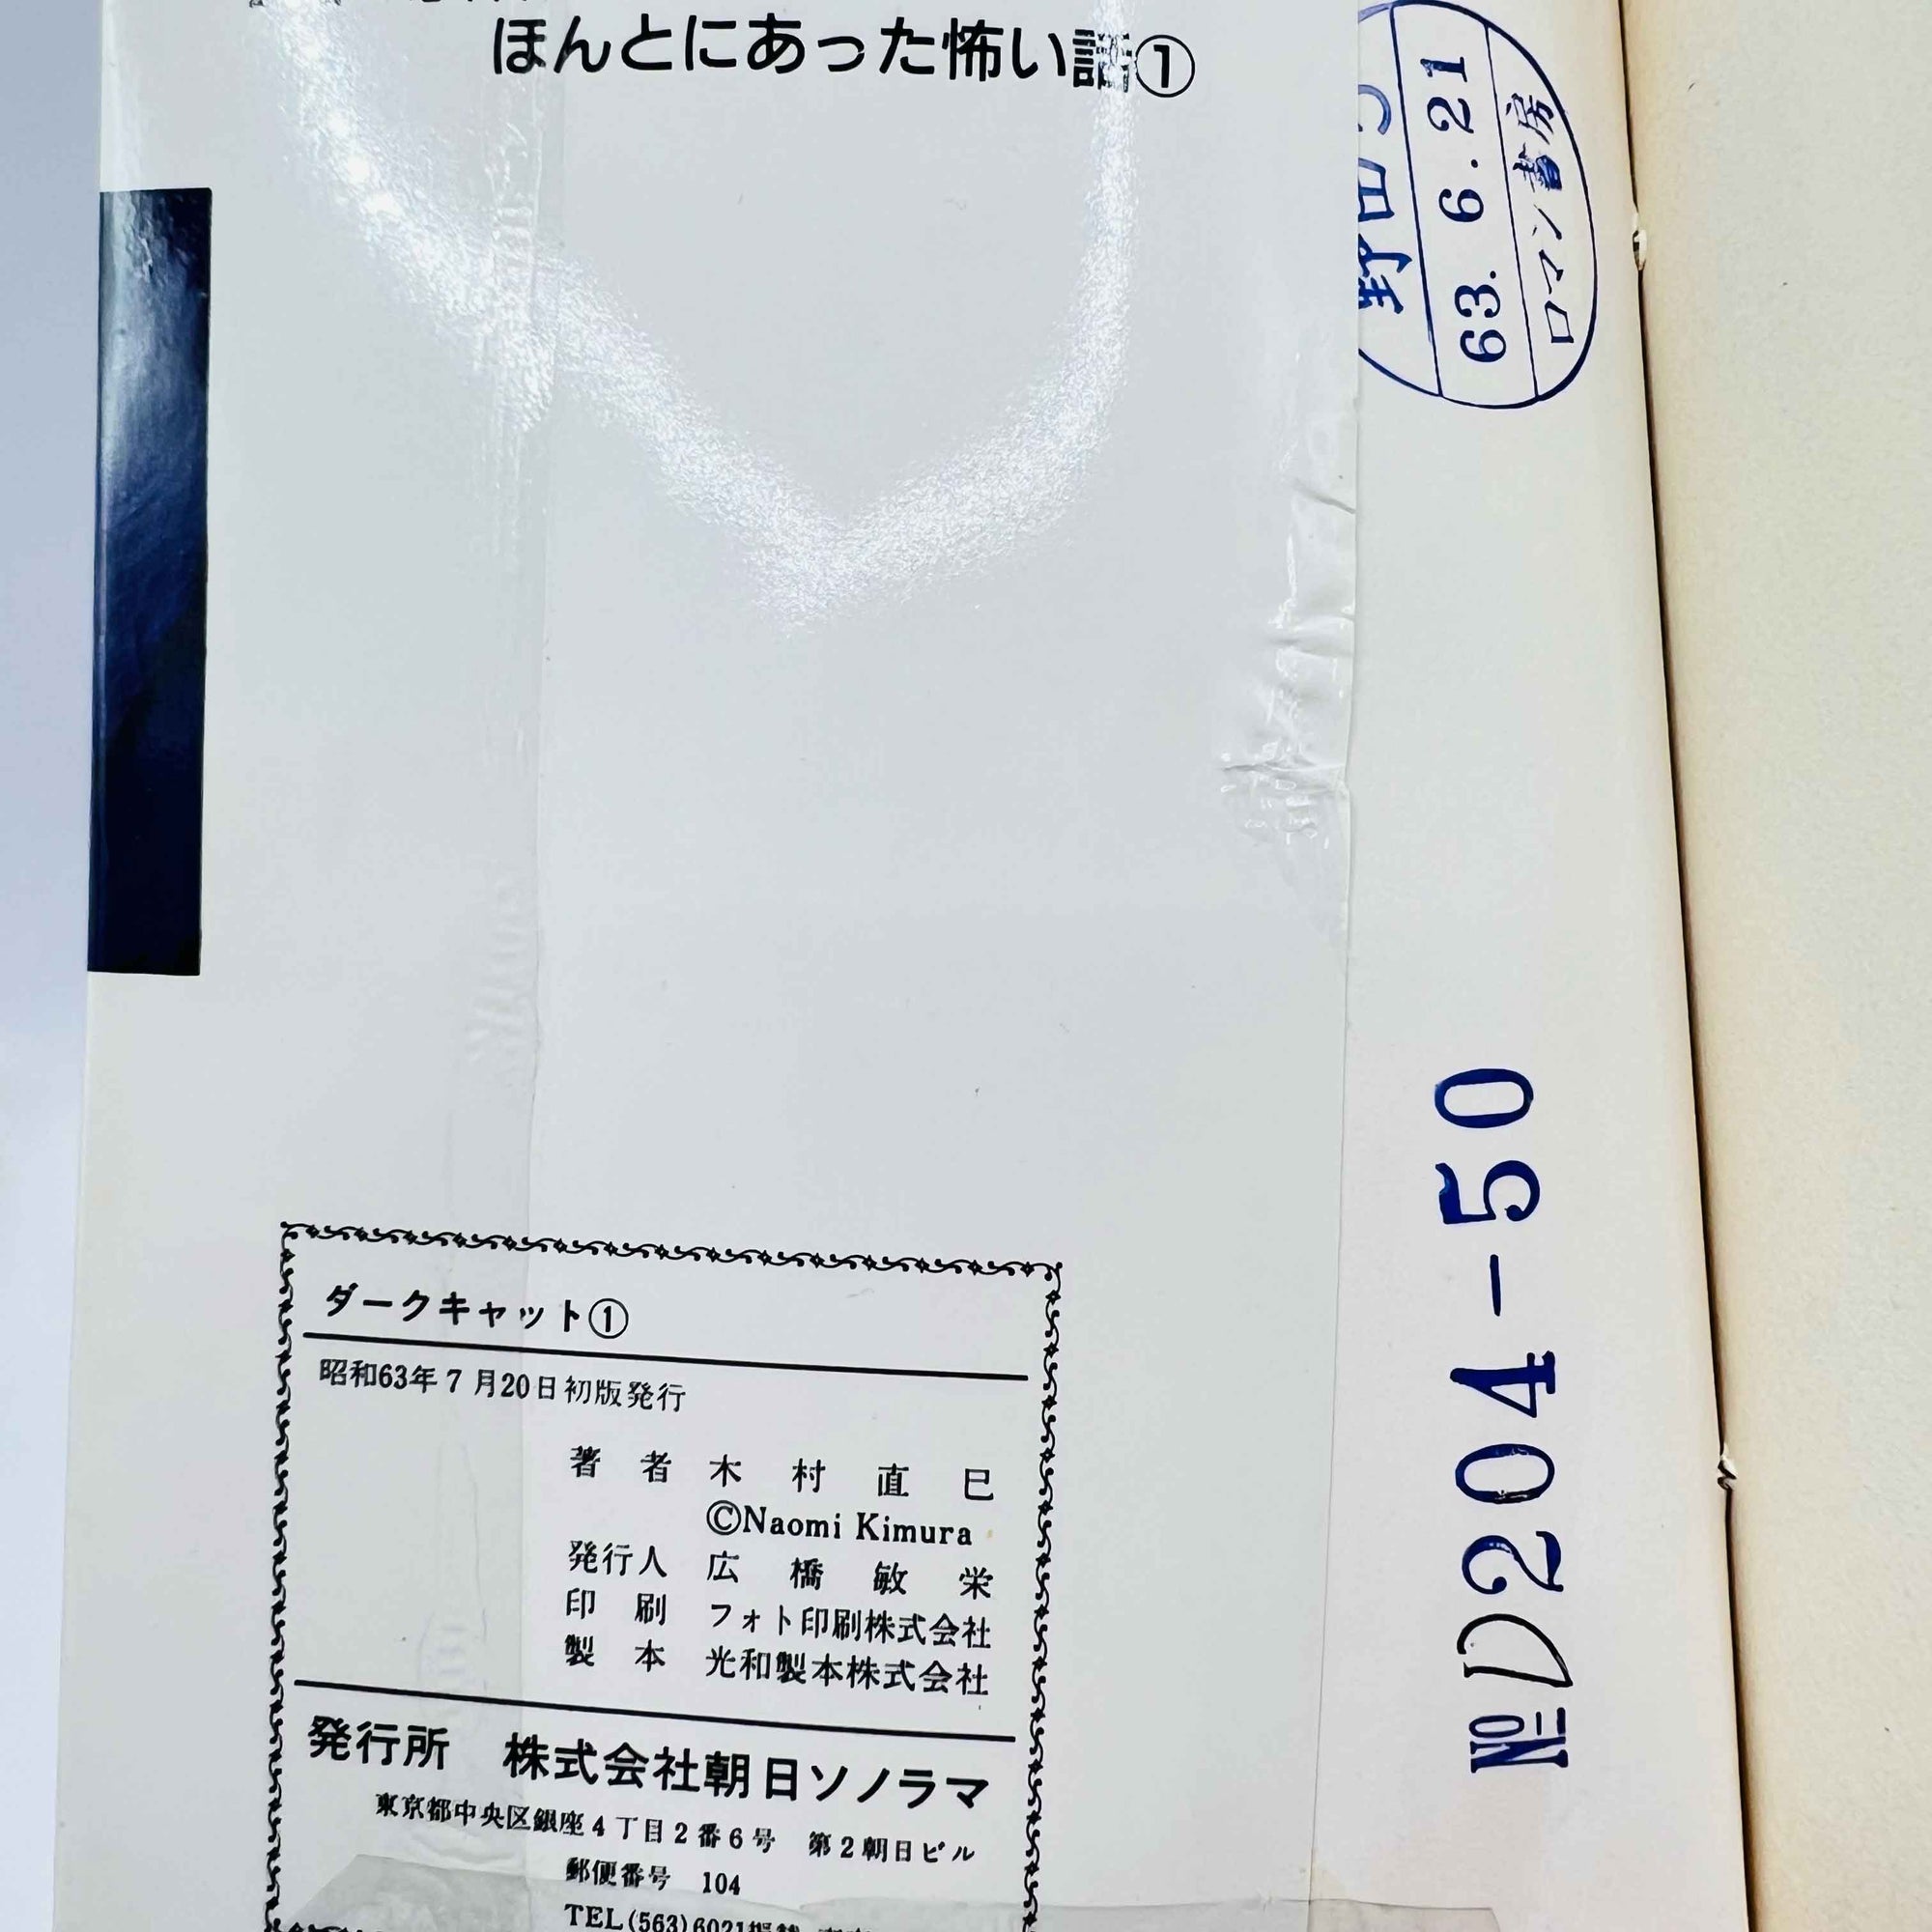 ほんとにあった怖い話①
ロマン書房
63. 6. 21
野田
ダークキャット①
昭和63年7月20日初版発行
著者 木村直巳
©Naomi Kimura
発行人 広橋敏栄
印刷 フォト印刷株式会社
製本 光和製本株式会社
発行所 株式会社朝日ソノラマ
東京都中央区銀座4丁目2番6号 第2朝日ビル
郵便番号 104
TEL(563)6021
№D204-50